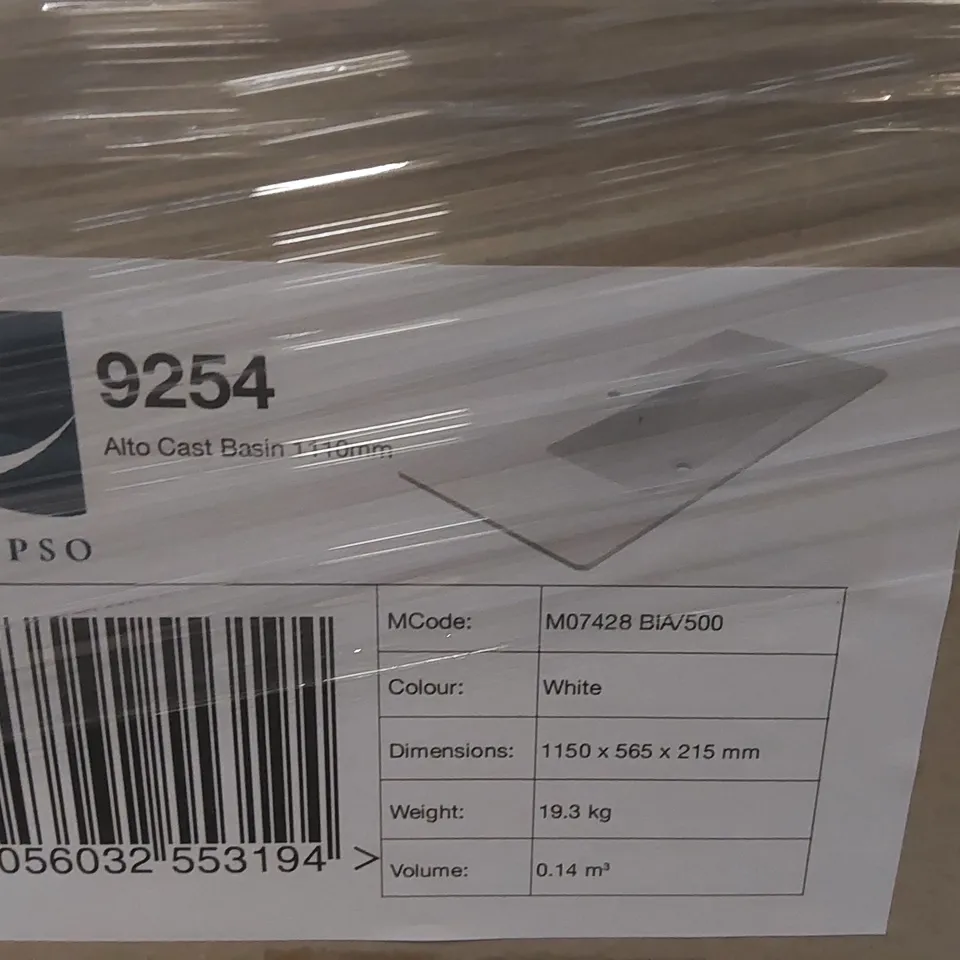 9254
Alto Cast Basin 1110mm
PSO
MCode: M07428 BIA/500
Colour: White
Dimensions: 1150 x 565 x 215 mm
Weight: 19.3 kg
Volume: 0.14 m³
056032 553194 >